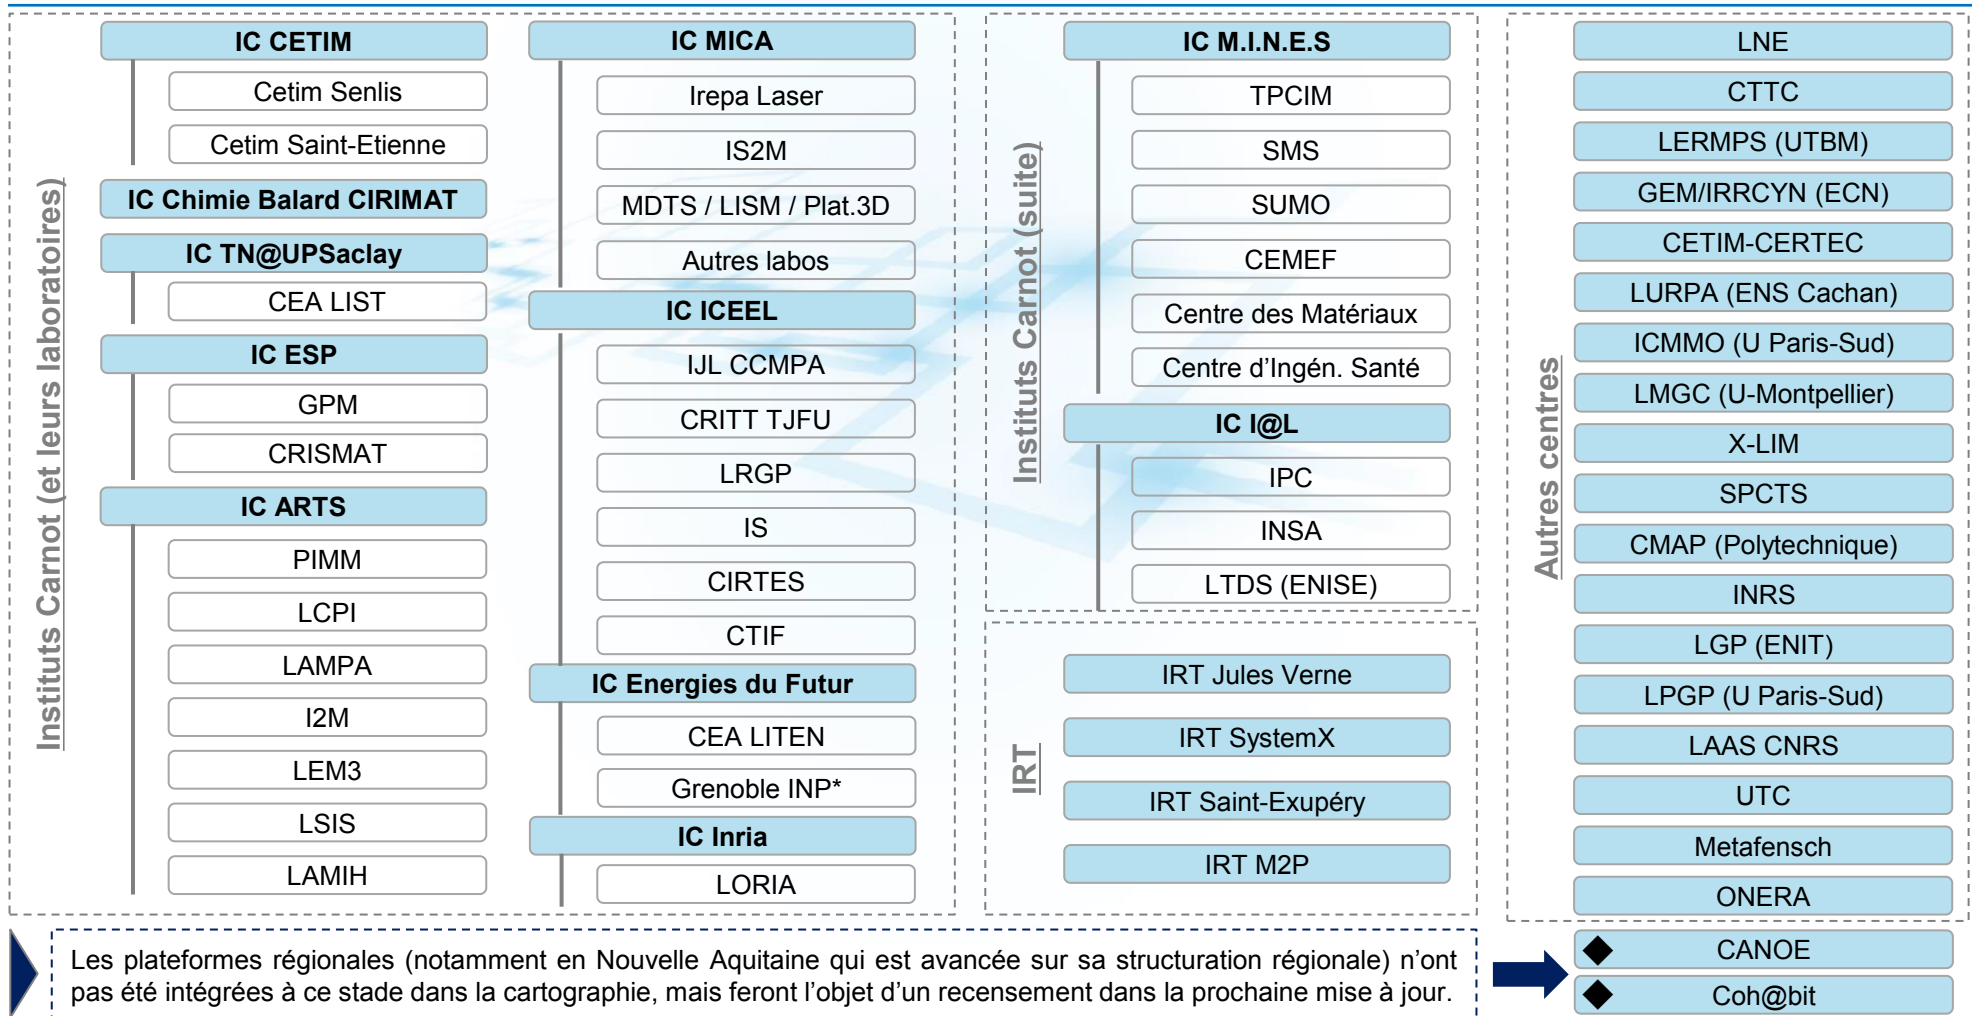 Instituts Carnot (et leurs laboratoires)
IC CETIM
Cetim Senlis
Cetim Saint-Etienne
IC Chimie Balard CIRIMAT
IC TN@UPSaclay
CEA LIST
IC ESP
GPM
CRISMAT
IC ARTS
PIMM
LCPI
LAMPA
I2M
LEM3
LSIS
LAMIH
IC MICA
Irepa Laser
IS2M
MDTS / LISM / Plat.3D
Autres labos
IC ICEEL
IJL CCMPA
CRITT TJFU
LRGP
IS
CIRTES
CTIF
IC Energies du Futur
CEA LITEN
Grenoble INP*
IC Inria
LORIA
Instituts Carnot (suite)
IC M.I.N.E.S
TPCIM
SMS
SUMO
CEMEF
Centre des Matériaux
Centre d'Ingén. Santé
IC I@L
IPC
INSA
LTDS (ENISE)
IRT
IRT Jules Verne
IRT SystemX
IRT Saint-Exupéry
IRT M2P
Autres centres
LNE
CTTC
LERMPS (UTBM)
GEM/IRRCYN (ECN)
CETIM-CERTEC
LURPA (ENS Cachan)
ICMMO (U Paris-Sud)
LMGC (U-Montpellier)
X-LIM
SPCTS
CMAP (Polytechnique)
INRS
LGP (ENIT)
LPGP (U Paris-Sud)
LAAS CNRS
UTC
Metafensch
ONERA
Les plateformes régionales (notamment en Nouvelle Aquitaine qui est avancée sur sa structuration régionale) n'ont
pas été intégrées à ce stade dans la cartographie, mais feront l'objet d'un recensement dans la prochaine mise à jour.
CANOE
Coh@bit